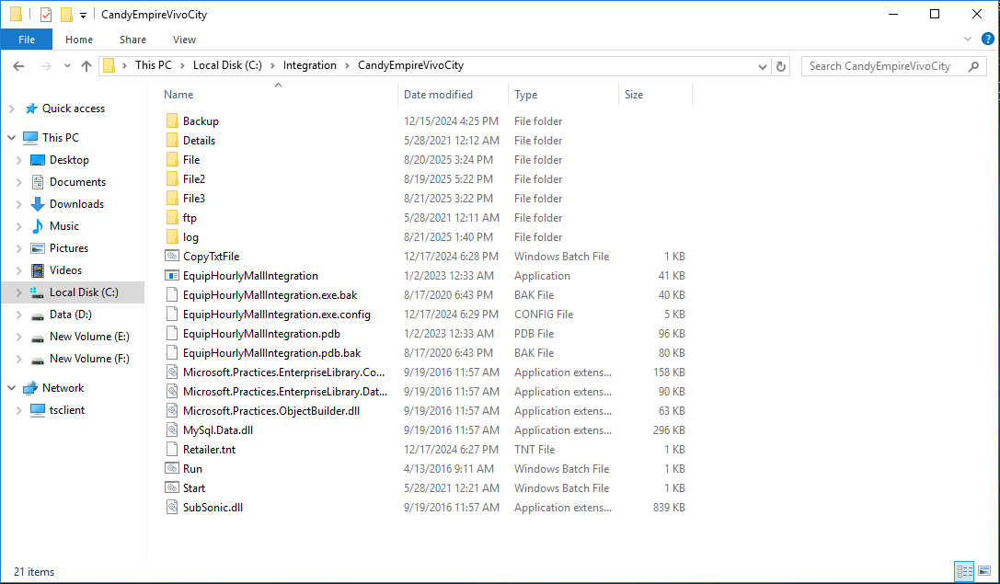 CandyEmpireVivoCity
File Home Share View
This PC Local Disk (C:) Integration CandyEmpireVivoCity Search CandyEmpireVivoCity
Quick access
This PC
Desktop
Documents
Downloads
Music
Pictures
Videos
Local Disk (C:)
Data (D:)
New Volume (E:)
New Volume (F:)
Network
tsclient
Name Date modified Type Size
Backup 12/15/2024 4:25 PM File folder
Details 5/28/2021 12:12 AM File folder
File 8/20/2025 3:24 PM File folder
File2 8/19/2025 5:22 PM File folder
File3 8/21/2025 3:22 PM File folder
ftp 5/28/2021 12:11 AM File folder
log 8/21/2025 1:40 PM File folder
CopyTxtFile 12/17/2024 6:28 PM Windows Batch File 1 KB
EquipHourlyMallIntegration 1/2/2023 12:33 AM Application 41 KB
EquipHourlyMallIntegration.exe.bak 8/17/2020 6:43 PM BAK File 40 KB
EquipHourlyMallIntegration.exe.config 12/17/2024 6:29 PM CONFIG File 5 KB
EquipHourlyMallIntegration.pdb 1/2/2023 12:33 AM PDB File 96 KB
EquipHourlyMallIntegration.pdb.bak 8/17/2020 6:43 PM BAK File 80 KB
Microsoft.Practices.EnterpriseLibrary.Co... 9/19/2016 11:57 AM Application extens... 158 KB
Microsoft.Practices.EnterpriseLibrary.Dat... 9/19/2016 11:57 AM Application extens... 90 KB
Microsoft.Practices.ObjectBuilder.dll 9/19/2016 11:57 AM Application extens... 63 KB
MySql.Data.dll 9/19/2016 11:57 AM Application extens... 296 KB
Retailer.tnt 12/17/2024 6:27 PM TNT File 1 KB
Run 4/13/2016 9:11 AM Windows Batch File 1 KB
Start 5/28/2021 12:21 AM Windows Batch File 1 KB
SubSonic.dll 9/19/2016 11:57 AM Application extens... 839 KB
21 items